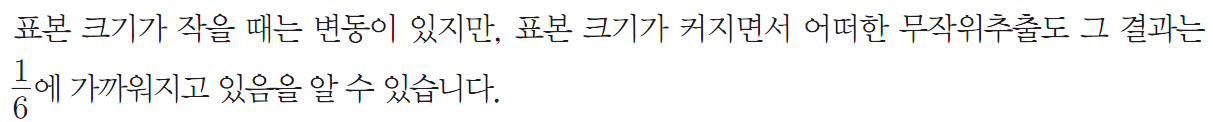 표본 크기가 작을 때는 변동이 있지만, 표본 크기가 커지면서 어떠한 무작위추출도 그 결과는
1/6에 가까워지고 있음을 알 수 있습니다.